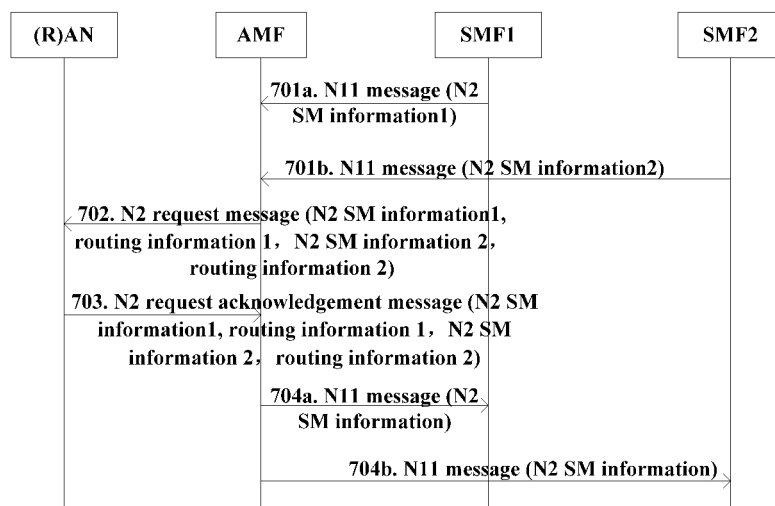 (R)AN
AMF
SMF1
SMF2
701a. N11 message (N2
SM information1)
701b. N11 message (N2 SM information2)
702. N2 request message (N2 SM information1,
routing information 1，N2 SM information 2，
routing information 2)
703. N2 request acknowledgement message (N2 SM
information1, routing information 1，N2 SM
information 2，routing information 2)
704a. N11 message (N2
SM information)
704b. N11 message (N2 SM information)